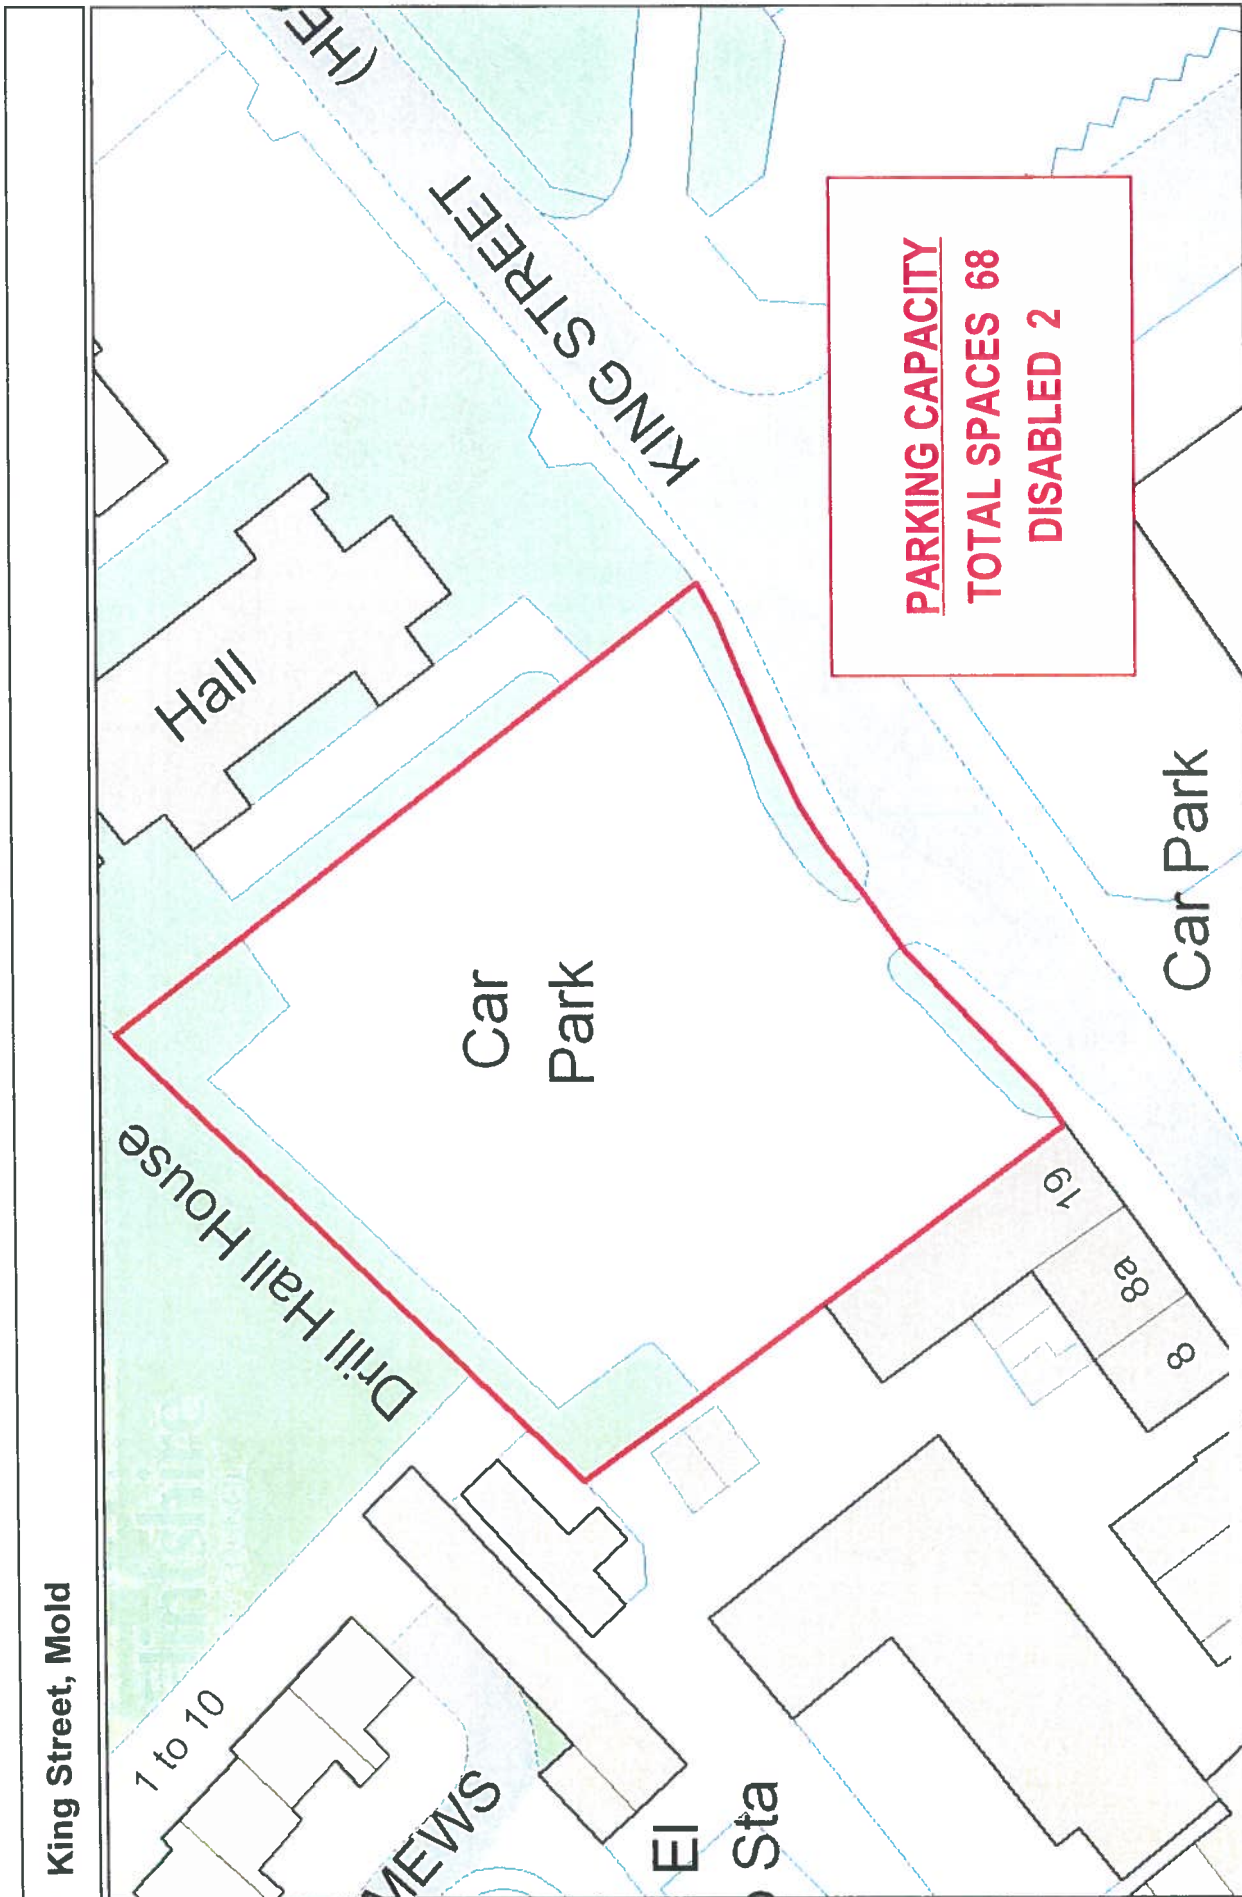 King Street, Mold
1 to 10
MEWS
El
Sta
Drill Hall House
Hall
Car
Park
KING STREET
(HE
19
8a
8
Car Park
PARKING CAPACITY
TOTAL SPACES 68
DISABLED 2